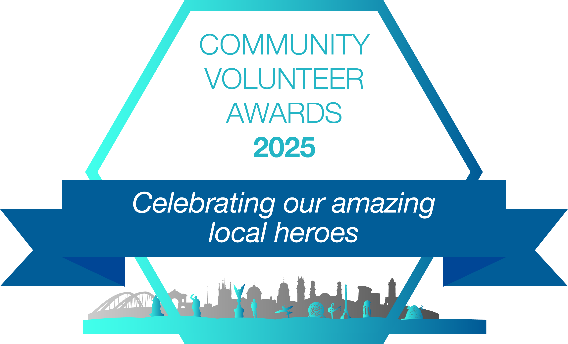 COMMUNITY
VOLUNTEER
AWARDS
2025
Celebrating our amazing
local heroes